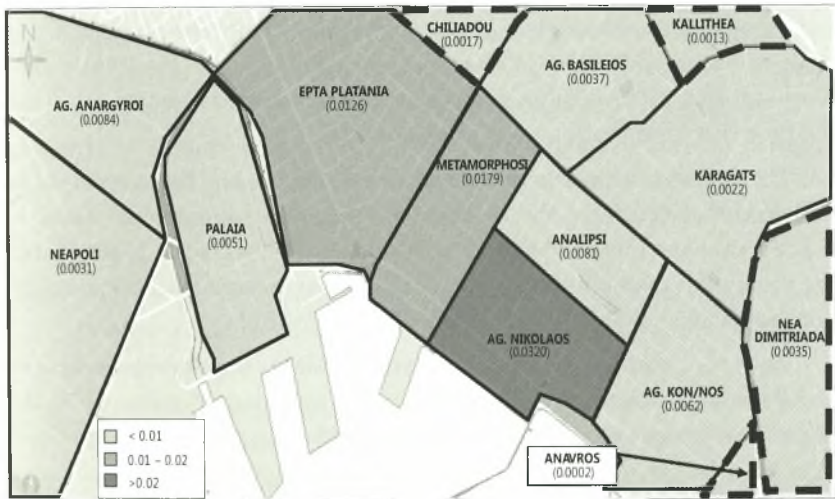 N
CHILIADOU
(0.0017)
KALLITHEA
(0.0013)
AG. BASILEIOS
(0.0037)
EPTA PLATANIA
(0.0126)
AG. ANARGYROI
(0.0084)
METAMORPHOSI
(0.0179)
KARAGATS
(0.0022)
PALAIA
(0.0051)
ANALIPSI
(0.0081)
NEAPOLI
(0.0031)
NEA
DIMITRIADA
(0.0035)
AG. NIKOLAOS
(0.0320)
AG. KON/NOS
(0.0062)
ANAVROS
(0.0002)
< 0.01
0.01 – 0.02
>0.02